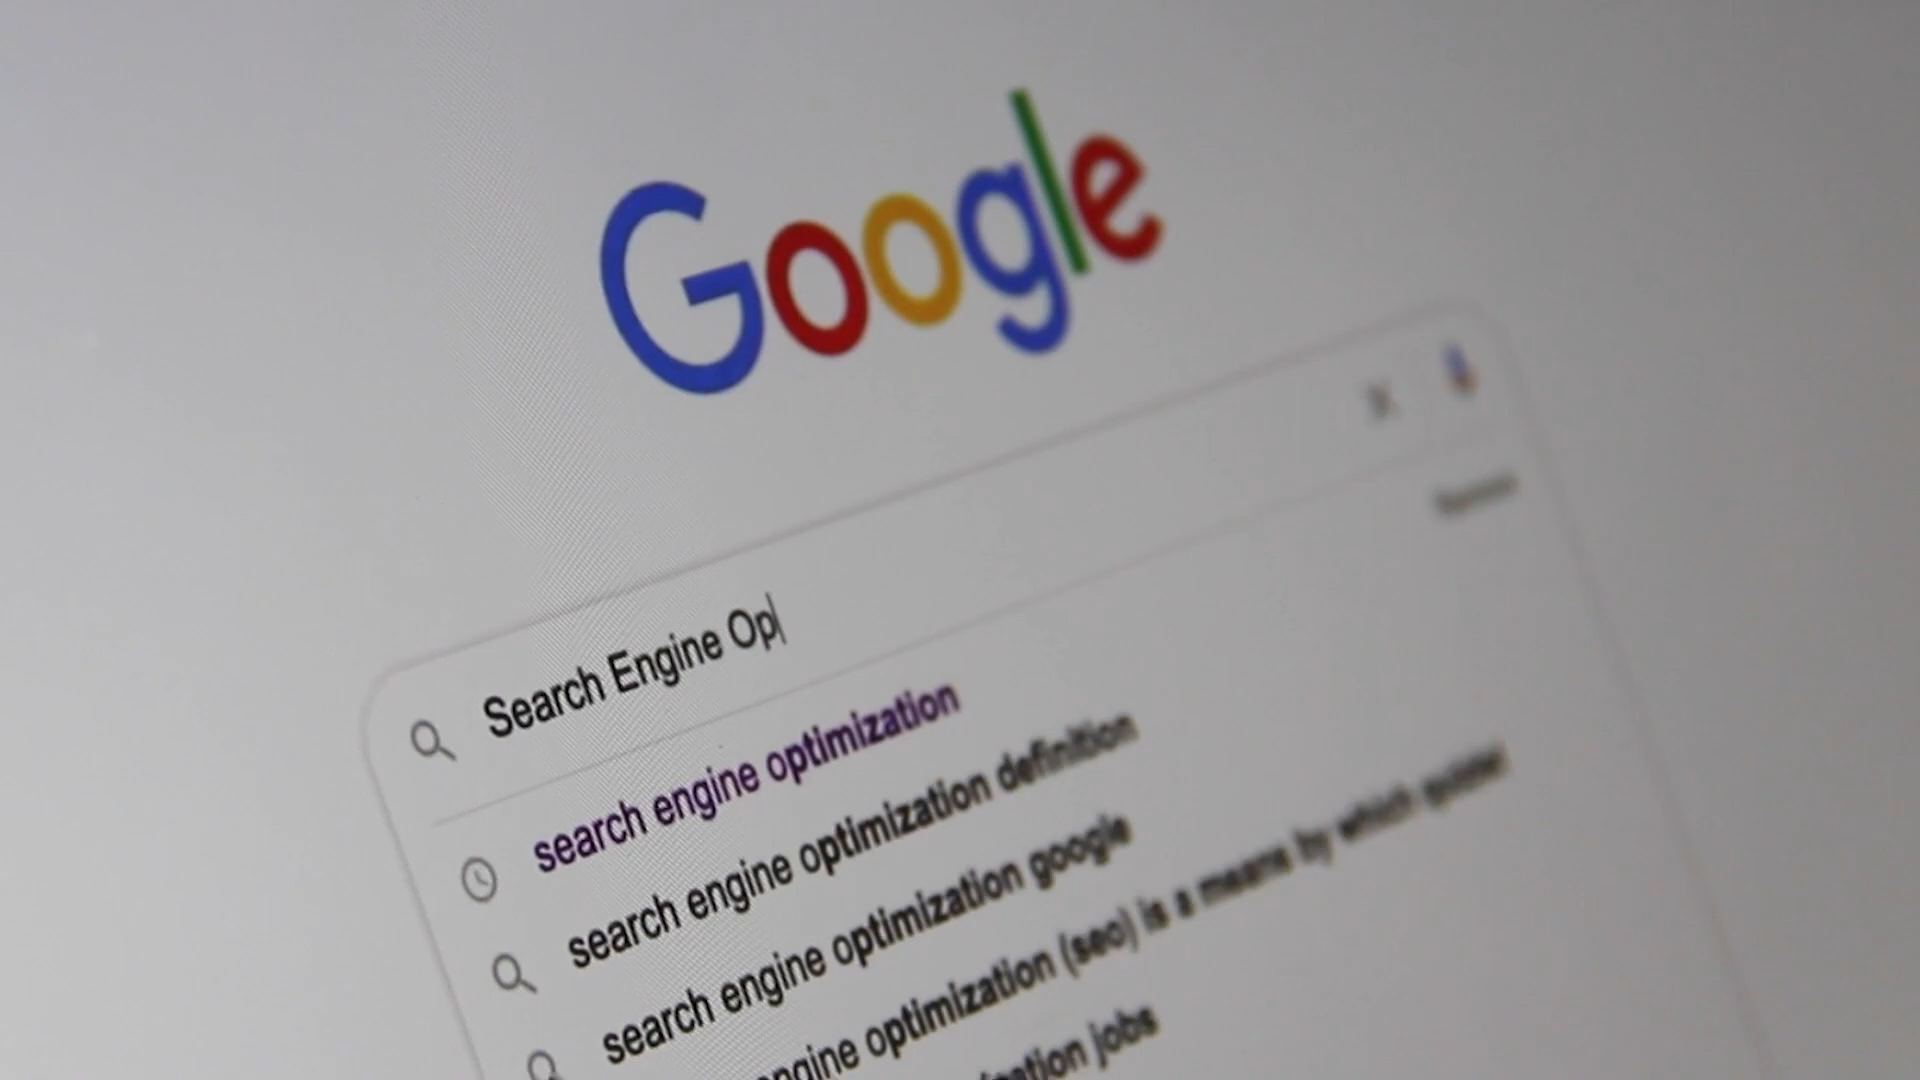 Google
Search Engine Op
search engine optimization
search engine optimization definition
search engine optimization google
engine optimization (seo) is a means by which
jobs